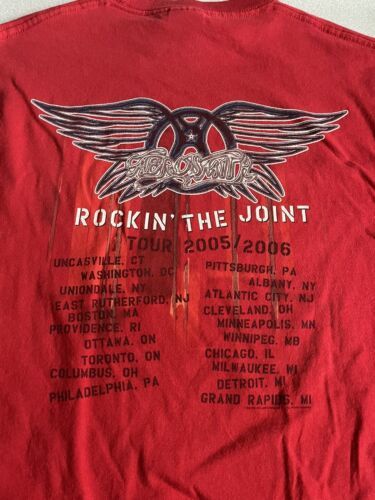 AEROSMITH
ROCKIN' THE JOINT
TOUR 2005/2006
UNCASVILLE, CT
WASHINGTON, DC
UNIONDALE, NY
EAST RUTHERFORD, NJ
BOSTON, MA
PROVIDENCE, RI
OTTAWA, ON
TORONTO, ON
COLUMBUS, OH
PHILADELPHIA, PA
PITTSBURGH, PA
ALBANY, NY
ATLANTIC CITY, NJ
CLEVELAND, OH
MINNEAPOLIS, MN
WINNIPEG, MB
CHICAGO, IL
MILWAUKEE, WI
DETROIT, MI
GRAND RAPIDS, MI